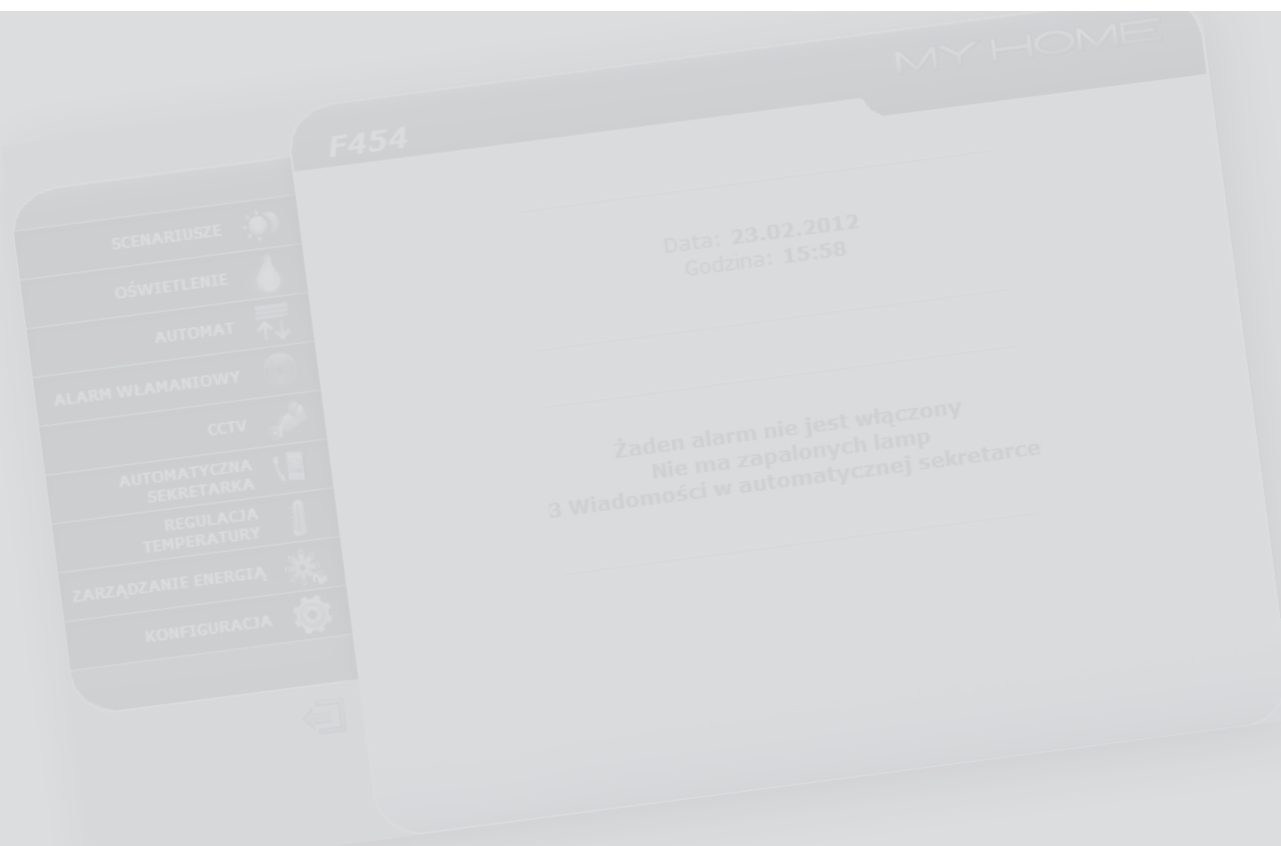 MY HOME
F454
SCENARIUSZE
OŚWIETLENIE
AUTOMAT
ALARM WŁAMANIOWY
CCTV
AUTOMATYCZNA
SEKRETARKA
REGULACJA
TEMPERATURY
ZARZĄDZANIE ENERGIĄ
KONFIGURACJA
Data: 23.02.2012
Godzina: 15:58
Żaden alarm nie jest włączony
Nie ma zapalonych lamp
3 Wiadomości w automatycznej sekretarce